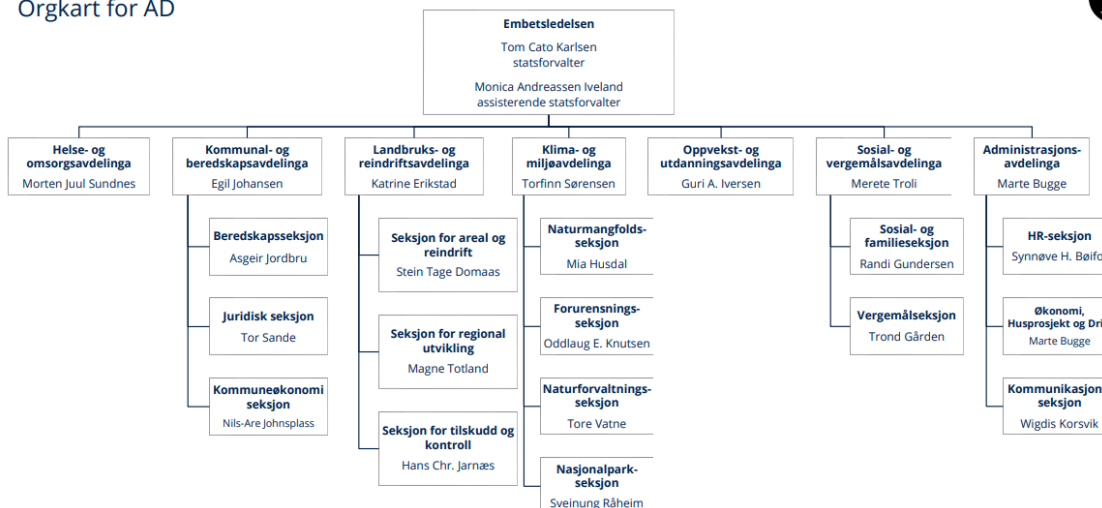 Orgkart for AD
Embetsledelsen
Tom Cato Karlsen
statsforvalter
Monica Andreassen Iveland
assisterende statsforvalter
Helse- og
omsorgsavdelinga
Morten Juul Sundnes
Kommunal- og
beredskapsavdelinga
Egil Johansen
Beredskapsseksjon
Asgeir Jordbru
Juridisk seksjon
Tor Sande
Kommuneøkonomi
seksjon
Nils-Are Johnsplass
Landbruks- og
reindriftsavdelinga
Katrine Erikstad
Seksjon for areal og
reindrift
Stein Tage Domaas
Seksjon for regional
utvikling
Magne Totland
Seksjon for tilskudd og
kontroll
Hans Chr. Jarnæs
Klima- og
miljøavdelinga
Torfinn Sørensen
Naturmangfolds-
seksjon
Mia Husdal
Forurensnings-
seksjon
Oddlaug E. Knutsen
Naturforvaltnings-
seksjon
Tore Vatne
Nasjonalpark-
seksjon
Sveinung Råheim
Oppvekst- og
utdanningsavdelinga
Guri A. Iversen
Sosial- og
vergemålsavdelinga
Merete Troli
Sosial- og
familieseksjon
Randi Gundersen
Vergemålseksjon
Trond Gården
Administrasjons-
avdelinga
Marte Bugge
HR-seksjon
Synnøve H.
Økonomi,
Husprosjekt og
Marte Bugge
Kommunikasjon
seksjon
Wigdis Korsvik